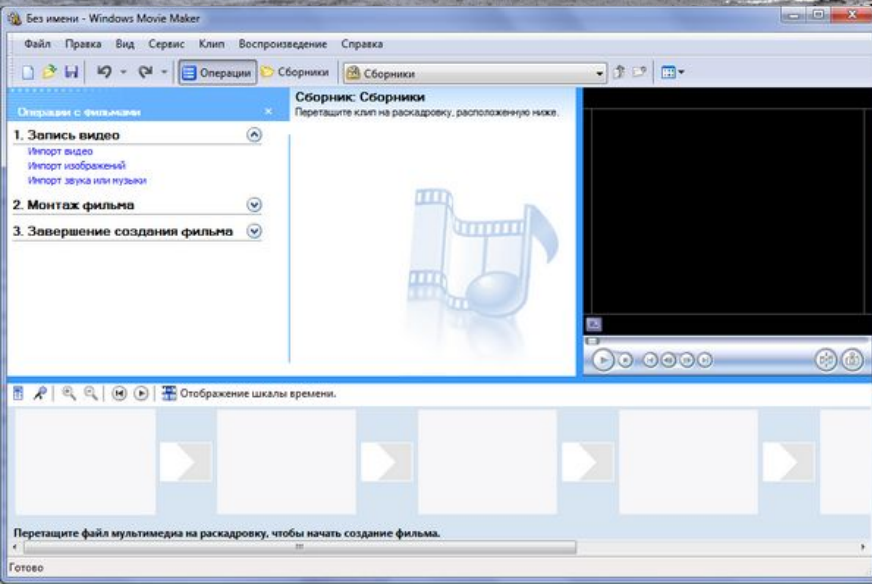 Без имени - Windows Movie Maker
Файл Правка Вид Сервис Клип Воспроизведение Справка
Операции Сборники Сборники
Операции с фильмами
1. Запись видео
Импорт видео
Импорт изображений
Импорт звука или музыки
2. Монтаж фильма
3. Завершение создания фильма
Сборник: Сборники
Перетащите клип на раскадровку, расположенную ниже.
Отображение шкалы времени.
Перетащите файл мультимедиа на раскадровку, чтобы начать создание фильма.
Готово